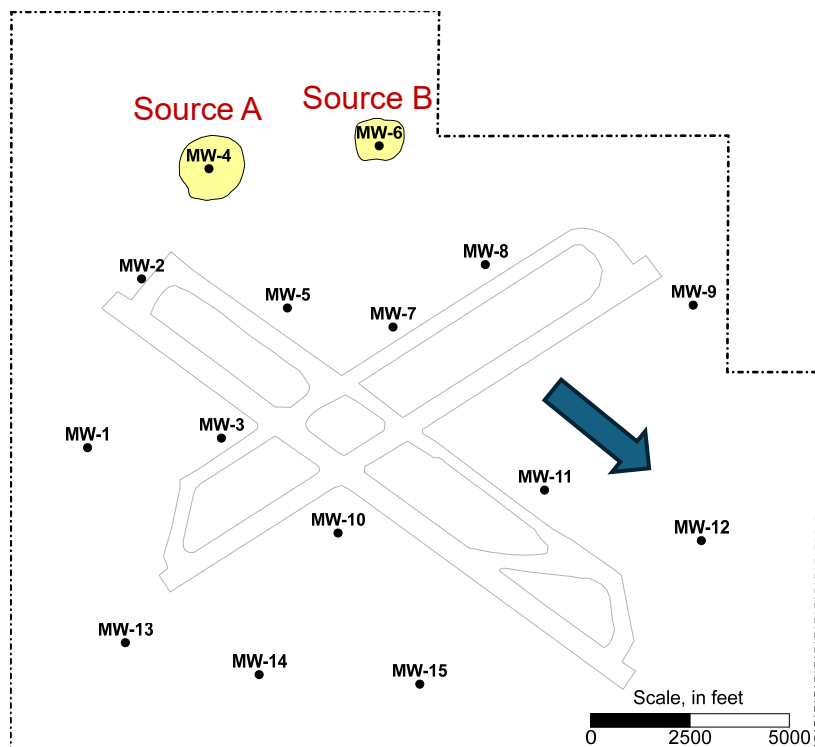 Source A
Source B
MW-4
MW-6
MW-2
MW-8
MW-5
MW-7
MW-9
MW-1
MW-3
MW-11
MW-10
MW-12
MW-13
MW-14
MW-15
Scale, in feet
0 2500 5000